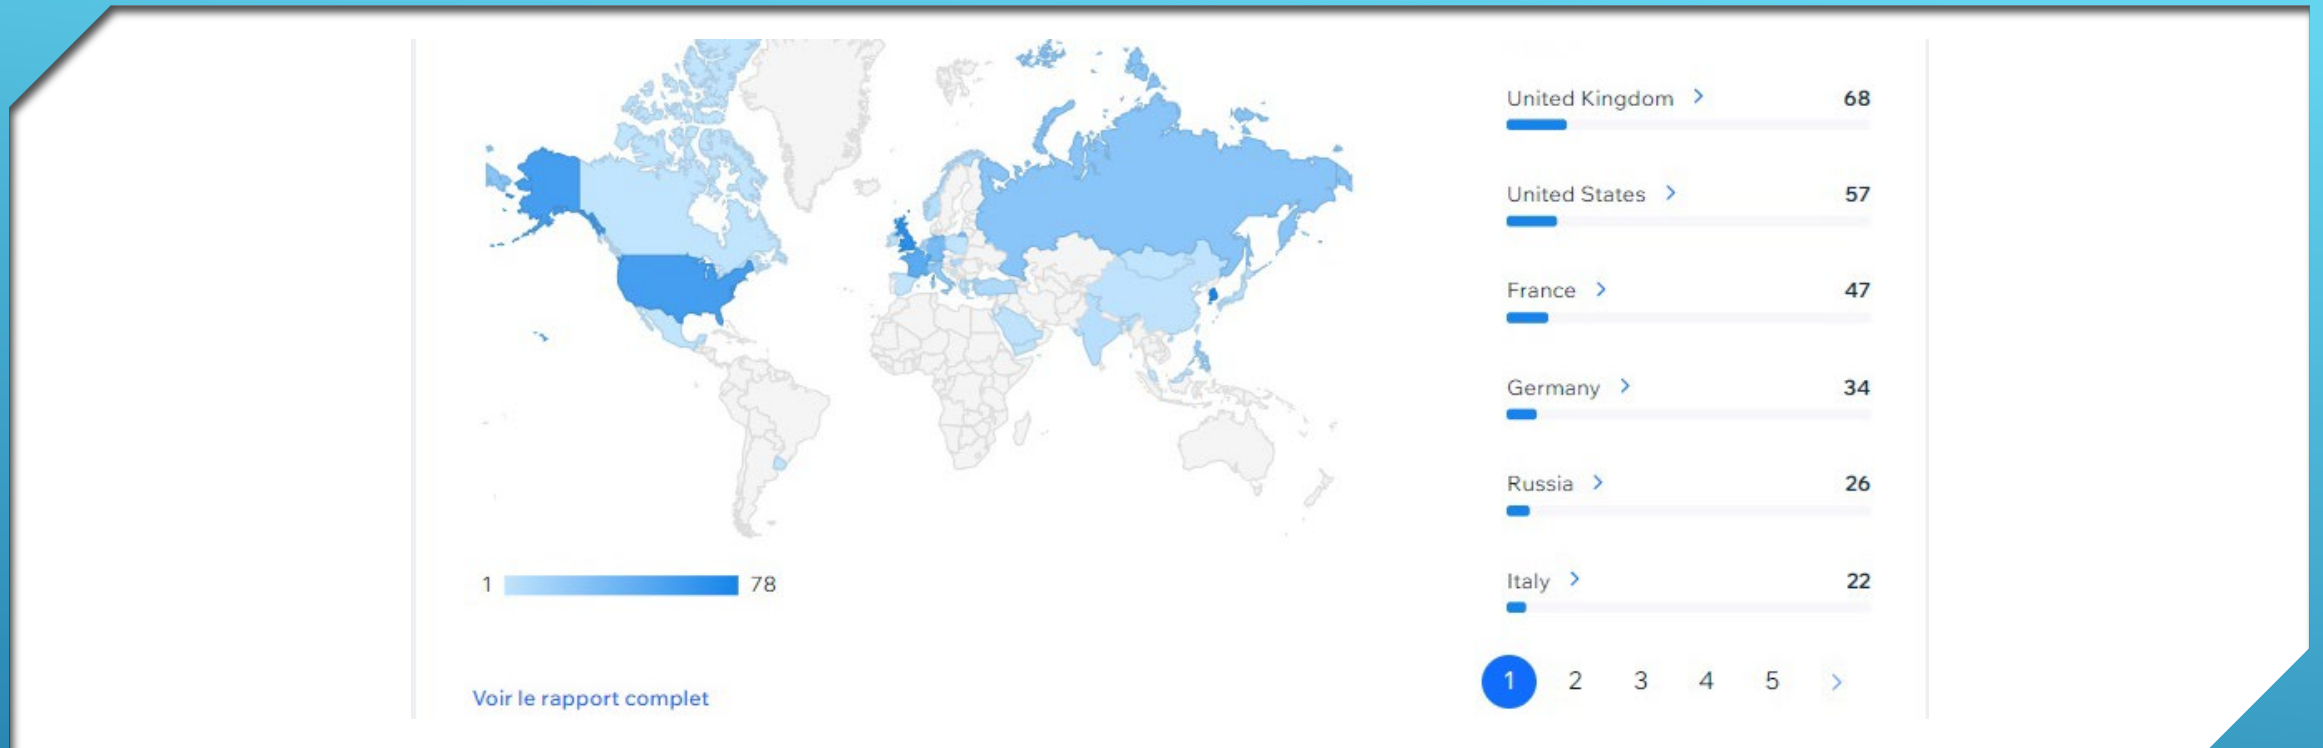 United Kingdom 68
United States 57
France 47
Germany 34
Russia 26
Italy 22
1 78
1 2 3 4 5
Voir le rapport complet